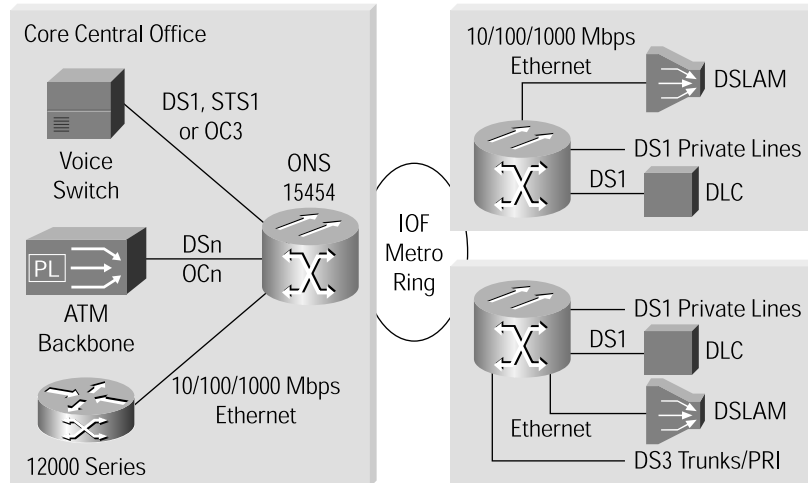 Core Central Office
DS1, STS1
or OC3
Voice
Switch
ONS
15454
DSn
OCn
PL
ATM
Backbone
10/100/1000 Mbps
Ethernet
12000 Series
IOF
Metro
Ring
10/100/1000 Mbps
Ethernet
DSLAM
DS1 Private Lines
DS1
DLC
DS1 Private Lines
DS1
DLC
DSLAM
Ethernet
DS3 Trunks/PRI